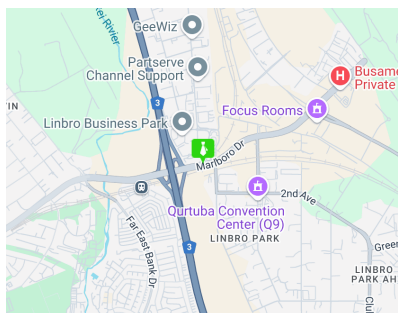 GeeWiz
Partserve
Channel Support
Busame
Private
3
Focus Rooms
Linbro Business Park
Marlboro Dr
2nd Ave
Qurtuba Convention
Center (Q9)
Far East Bank Dr
3
LINBRO PARK
Green
LINBRO
PARK AH
H